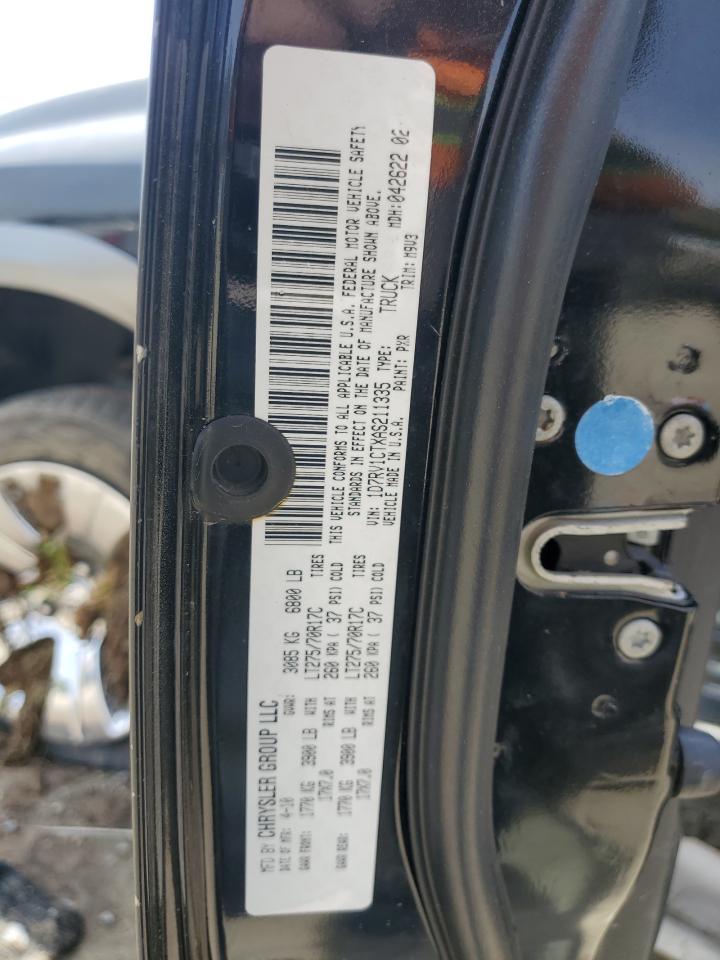 MFD BY CHRYSLER GROUP LLC
DATE OF MFR: 4-10 GVWR: 3085 KG 6800 LB
GAWR FRONT: 1770 KG 3900 LB WITH LT275/70R17C TIRES
17X7.0 RIMS AT 260 KPA ( 37 PSI) COLD
GAWR REAR: 1770 KG 3900 LB WITH LT275/70R17C TIRES
17X7.0 RIMS AT 260 KPA ( 37 PSI) COLD
THIS VEHICLE CONFORMS TO ALL APPLICABLE U.S.A. FEDERAL MOTOR VEHICLE SAFETY
STANDARDS IN EFFECT ON THE DATE OF MANUFACTURE SHOWN ABOVE.
VIN: 1D7RV1CTXAS211335 TYPE: TRUCK MDH:042622 02
VEHICLE MADE IN U.S.A. PAINT: PXR TRIM: M9V3